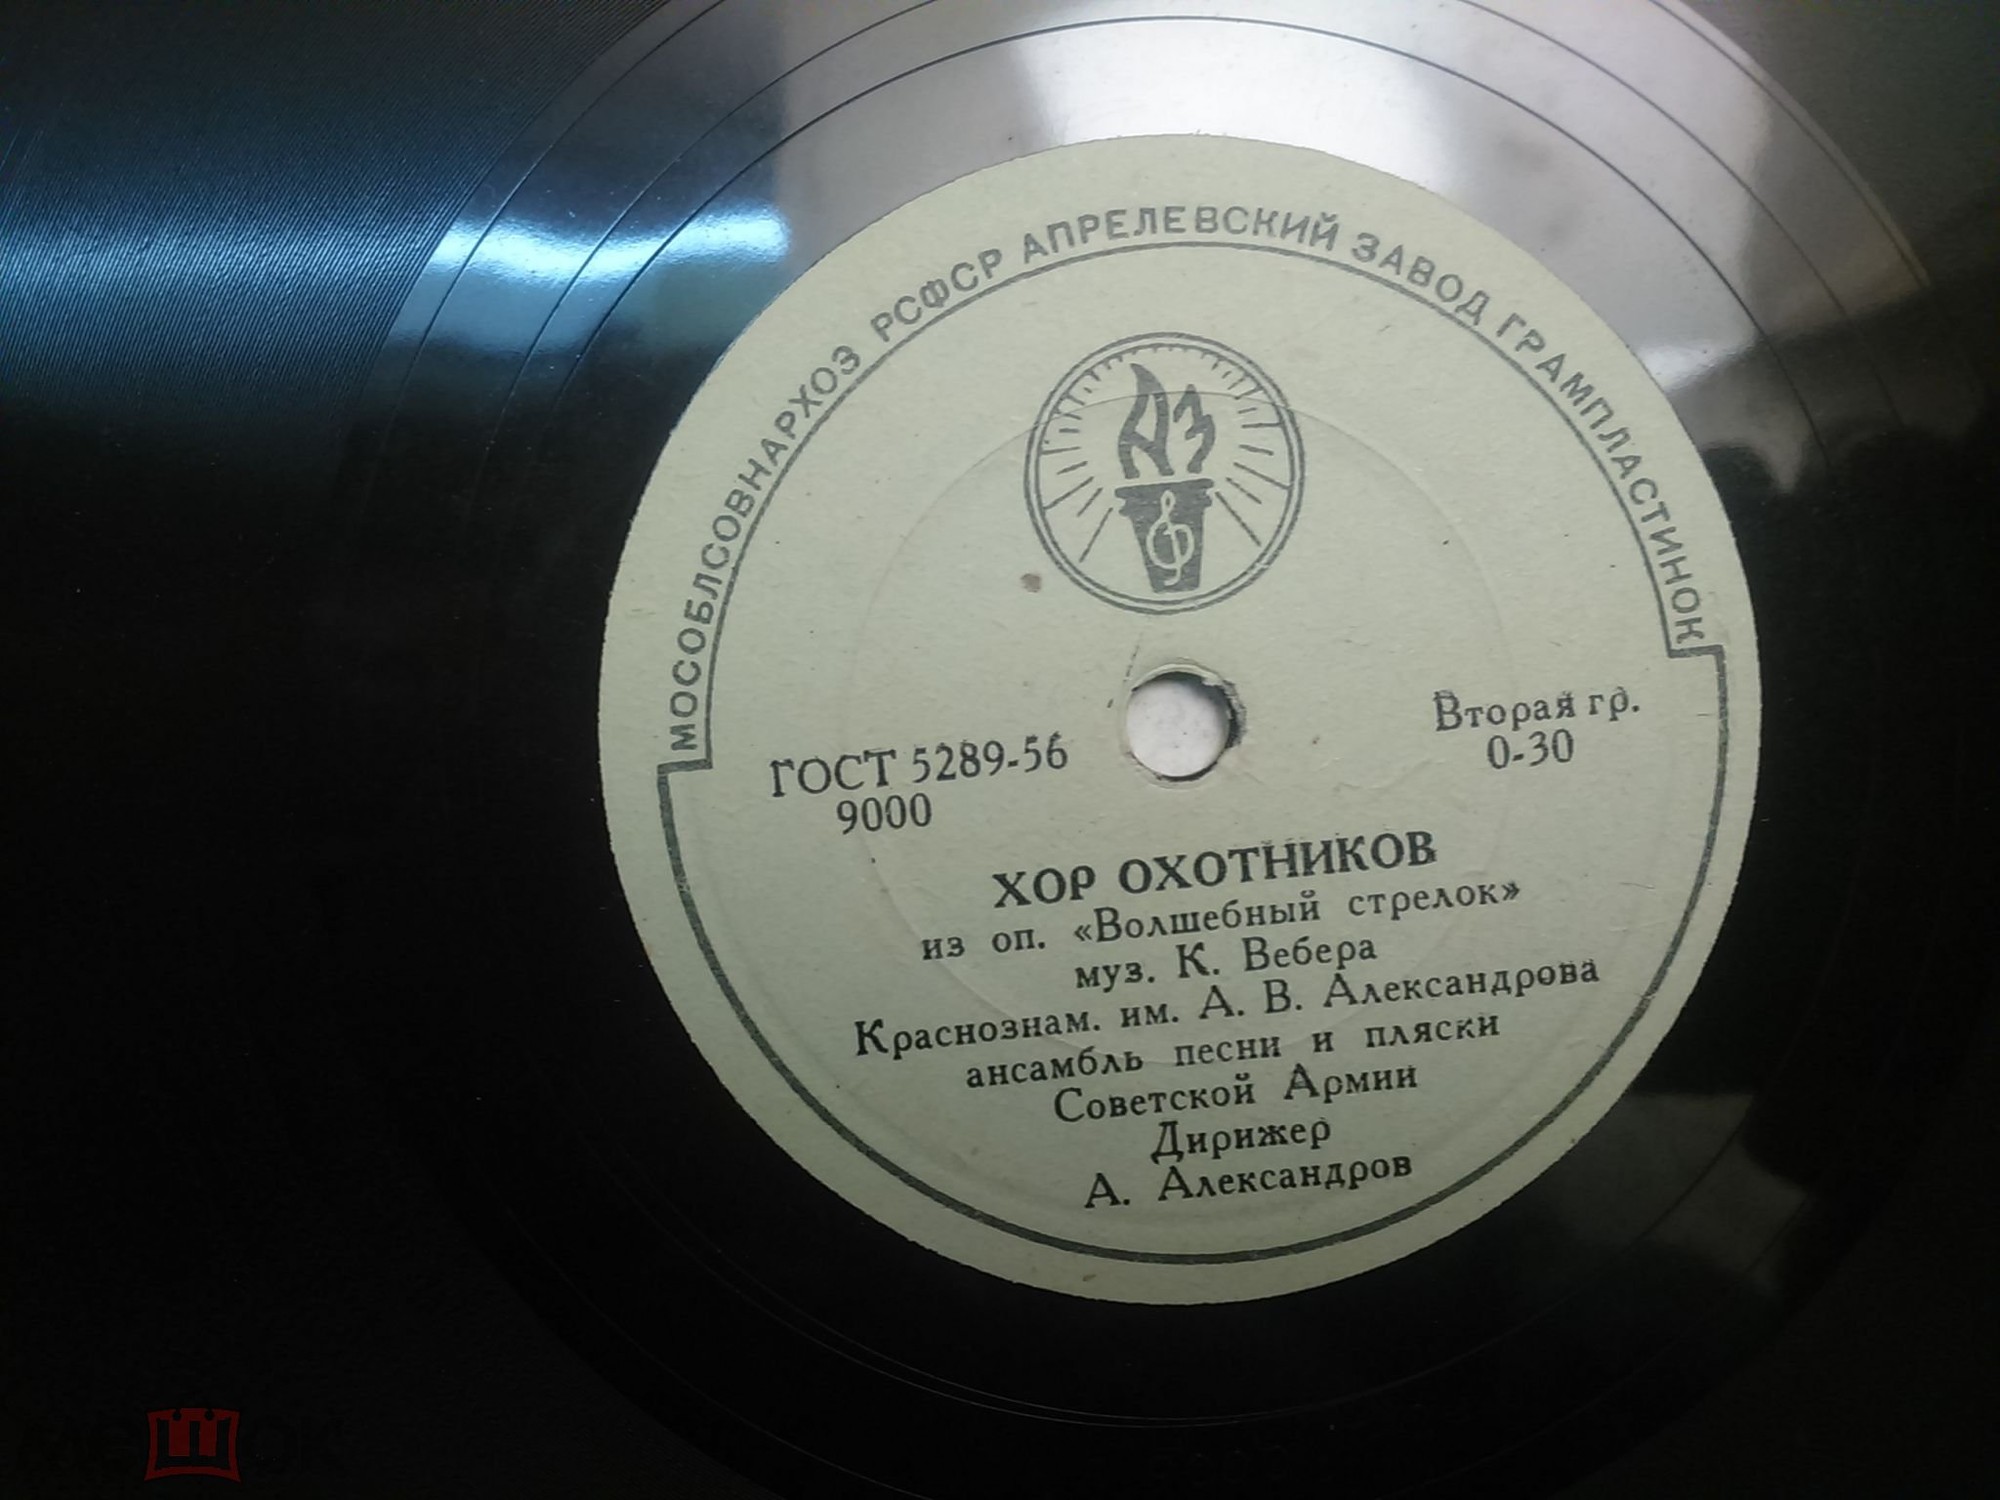 МОСОБЛСОВНАРХОЗ РСФСР АПРЕЛЕВСКИЙ ЗАВОД ГРАМПЛАСТИНОК
АЗ
ГОСТ 5289-56
9000
Вторая гр.
0-30
ХОР ОХОТНИКОВ
из оп. «Волшебный стрелок»
муз. К. Вебера
Краснознам. им. А. В. Александрова
ансамбль песни и пляски
Советской Армии
Дирижер
А. Александров